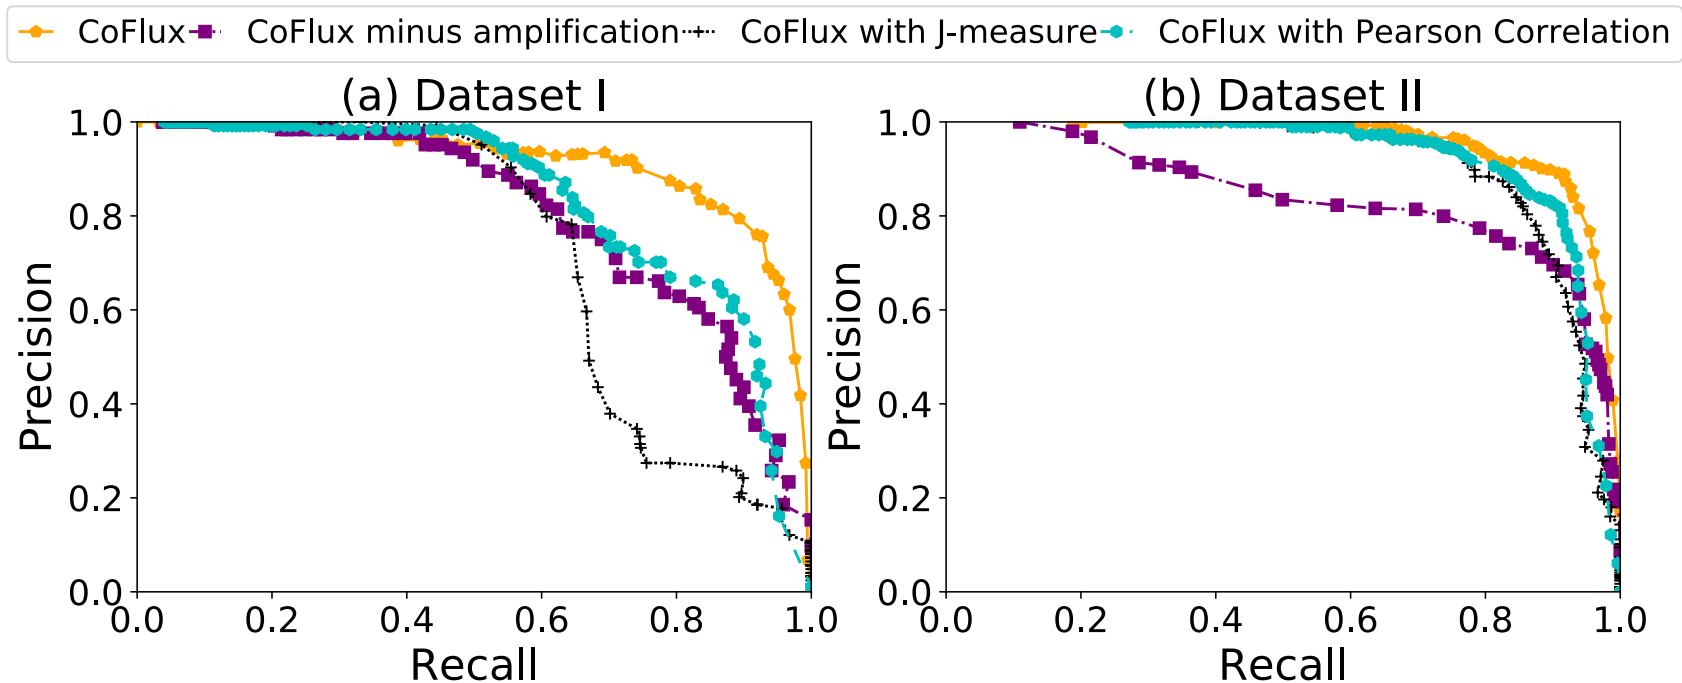 CoFlux CoFlux minus amplification CoFlux with J-measure CoFlux with Pearson Correlation
(a) Dataset I
1.0
0.8
0.6
0.4
0.2
0.0
Precision
0.0 0.2 0.4 0.6 0.8 1.0
Recall
(b) Dataset II
1.0
0.8
0.6
0.4
0.2
0.0
Precision
0.0 0.2 0.4 0.6 0.8 1.0
Recall